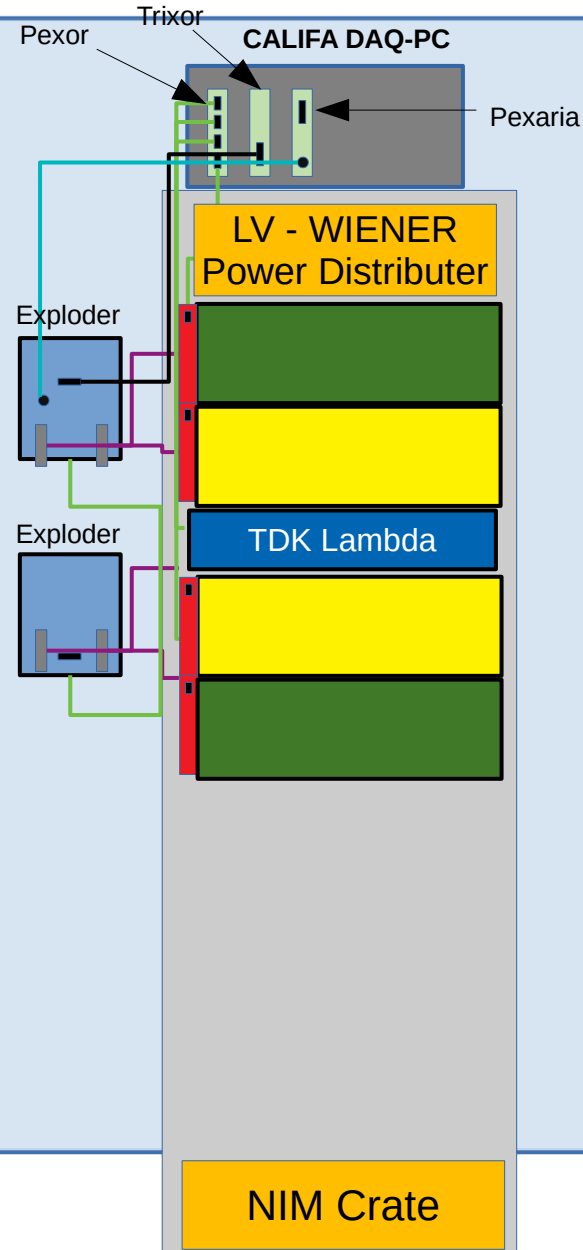 Trixor
Pexor
CALIFA DAQ-PC
Pexaria
LV - WIENER
Power Distributer
Exploder
Exploder
TDK Lambda
NIM Crate